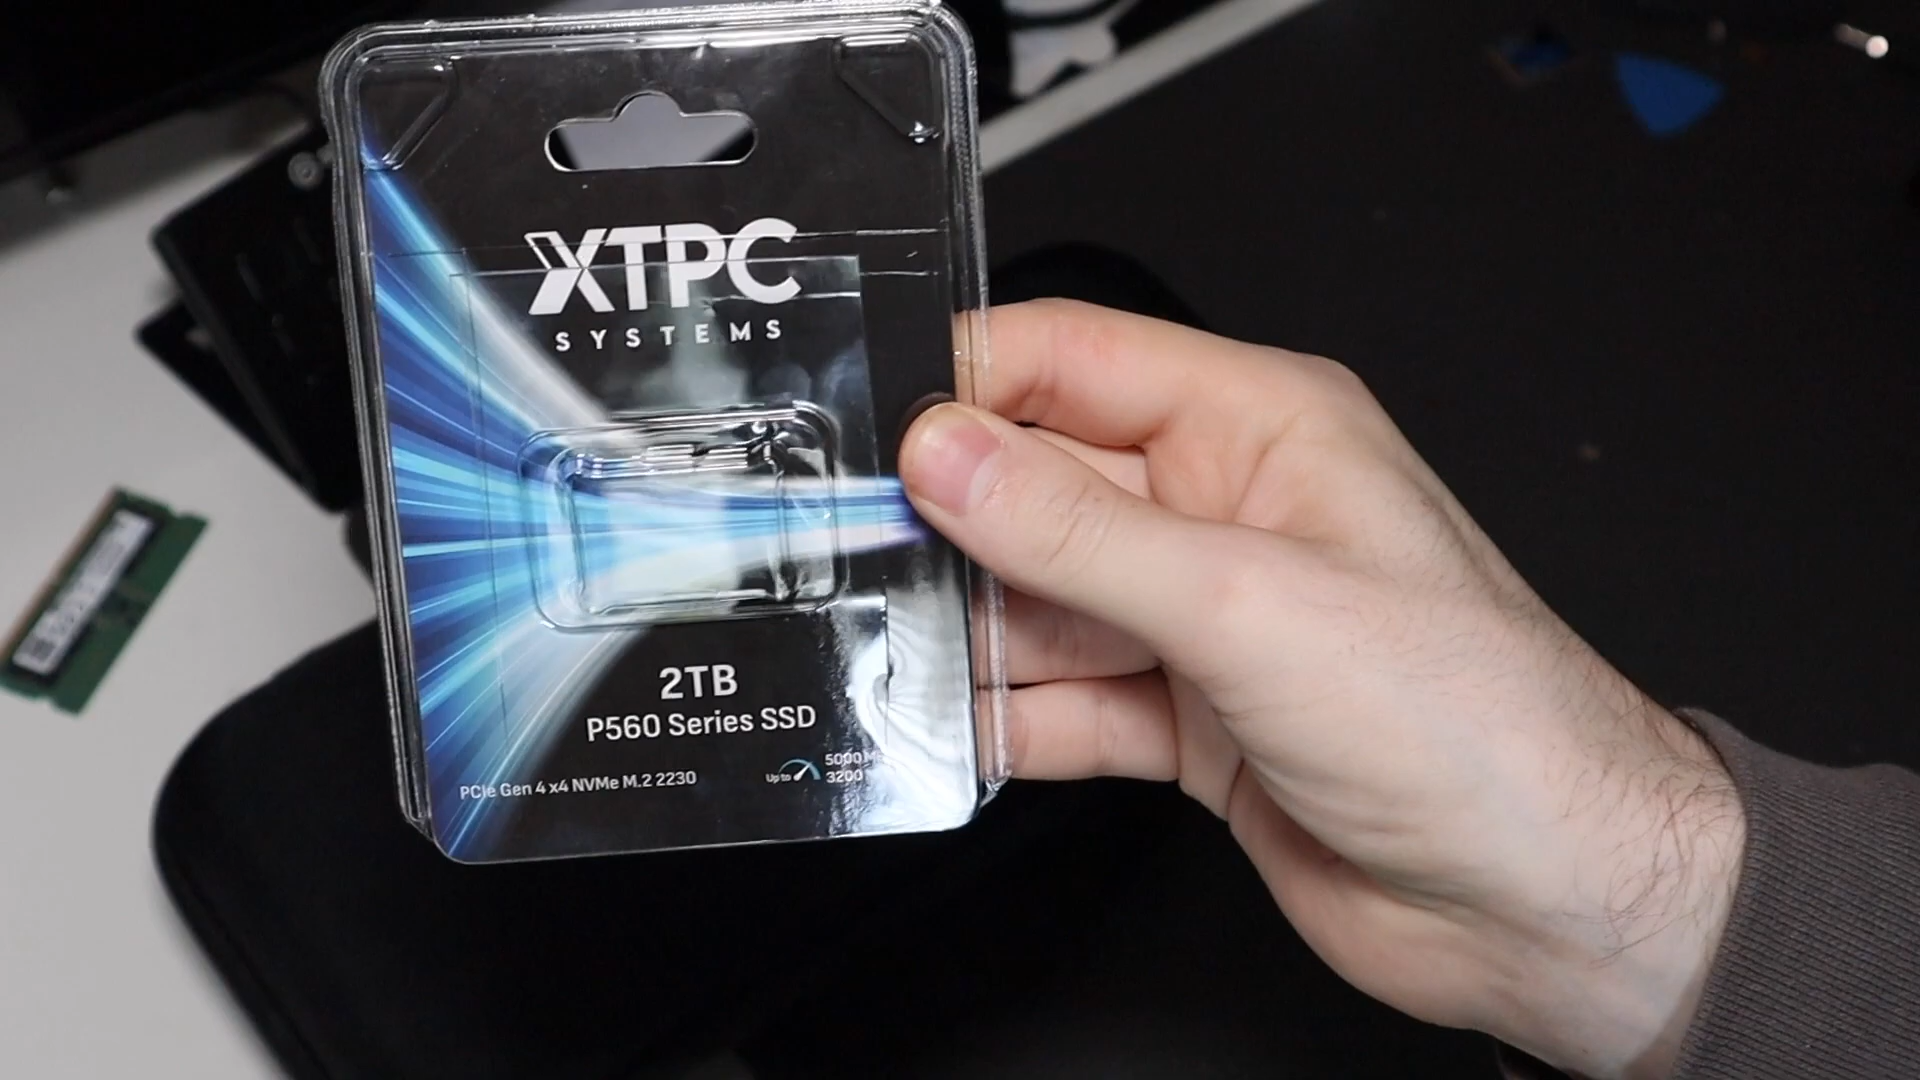 XTPC
SYSTEMS
2TB
P560 Series SSD
PCIe Gen 4 x4 NVMe M.2 2230
Up to
5000
3200